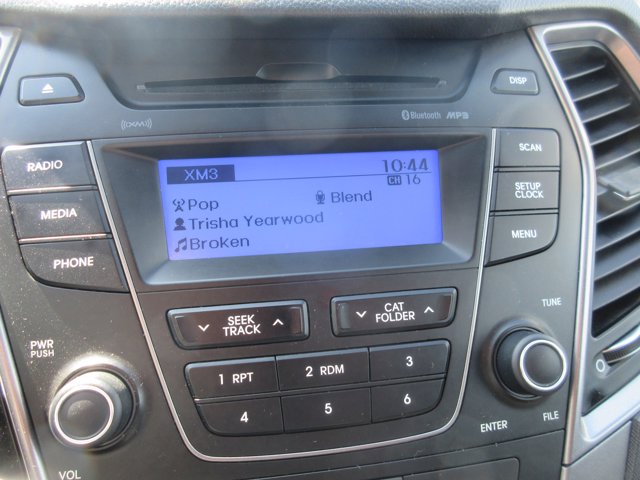 DISP
((XM))
Bluetooth MP3
RADIO
MEDIA
PHONE
XM3
10:44
CH 16
Pop
Blend
Trisha Yearwood
Broken
SCAN
SETUP
CLOCK
MENU
SEEK
TRACK
CAT
FOLDER
TUNE
PWR
PUSH
1 RPT
2 RDM
3
4
5
6
VOL
ENTER
FILE